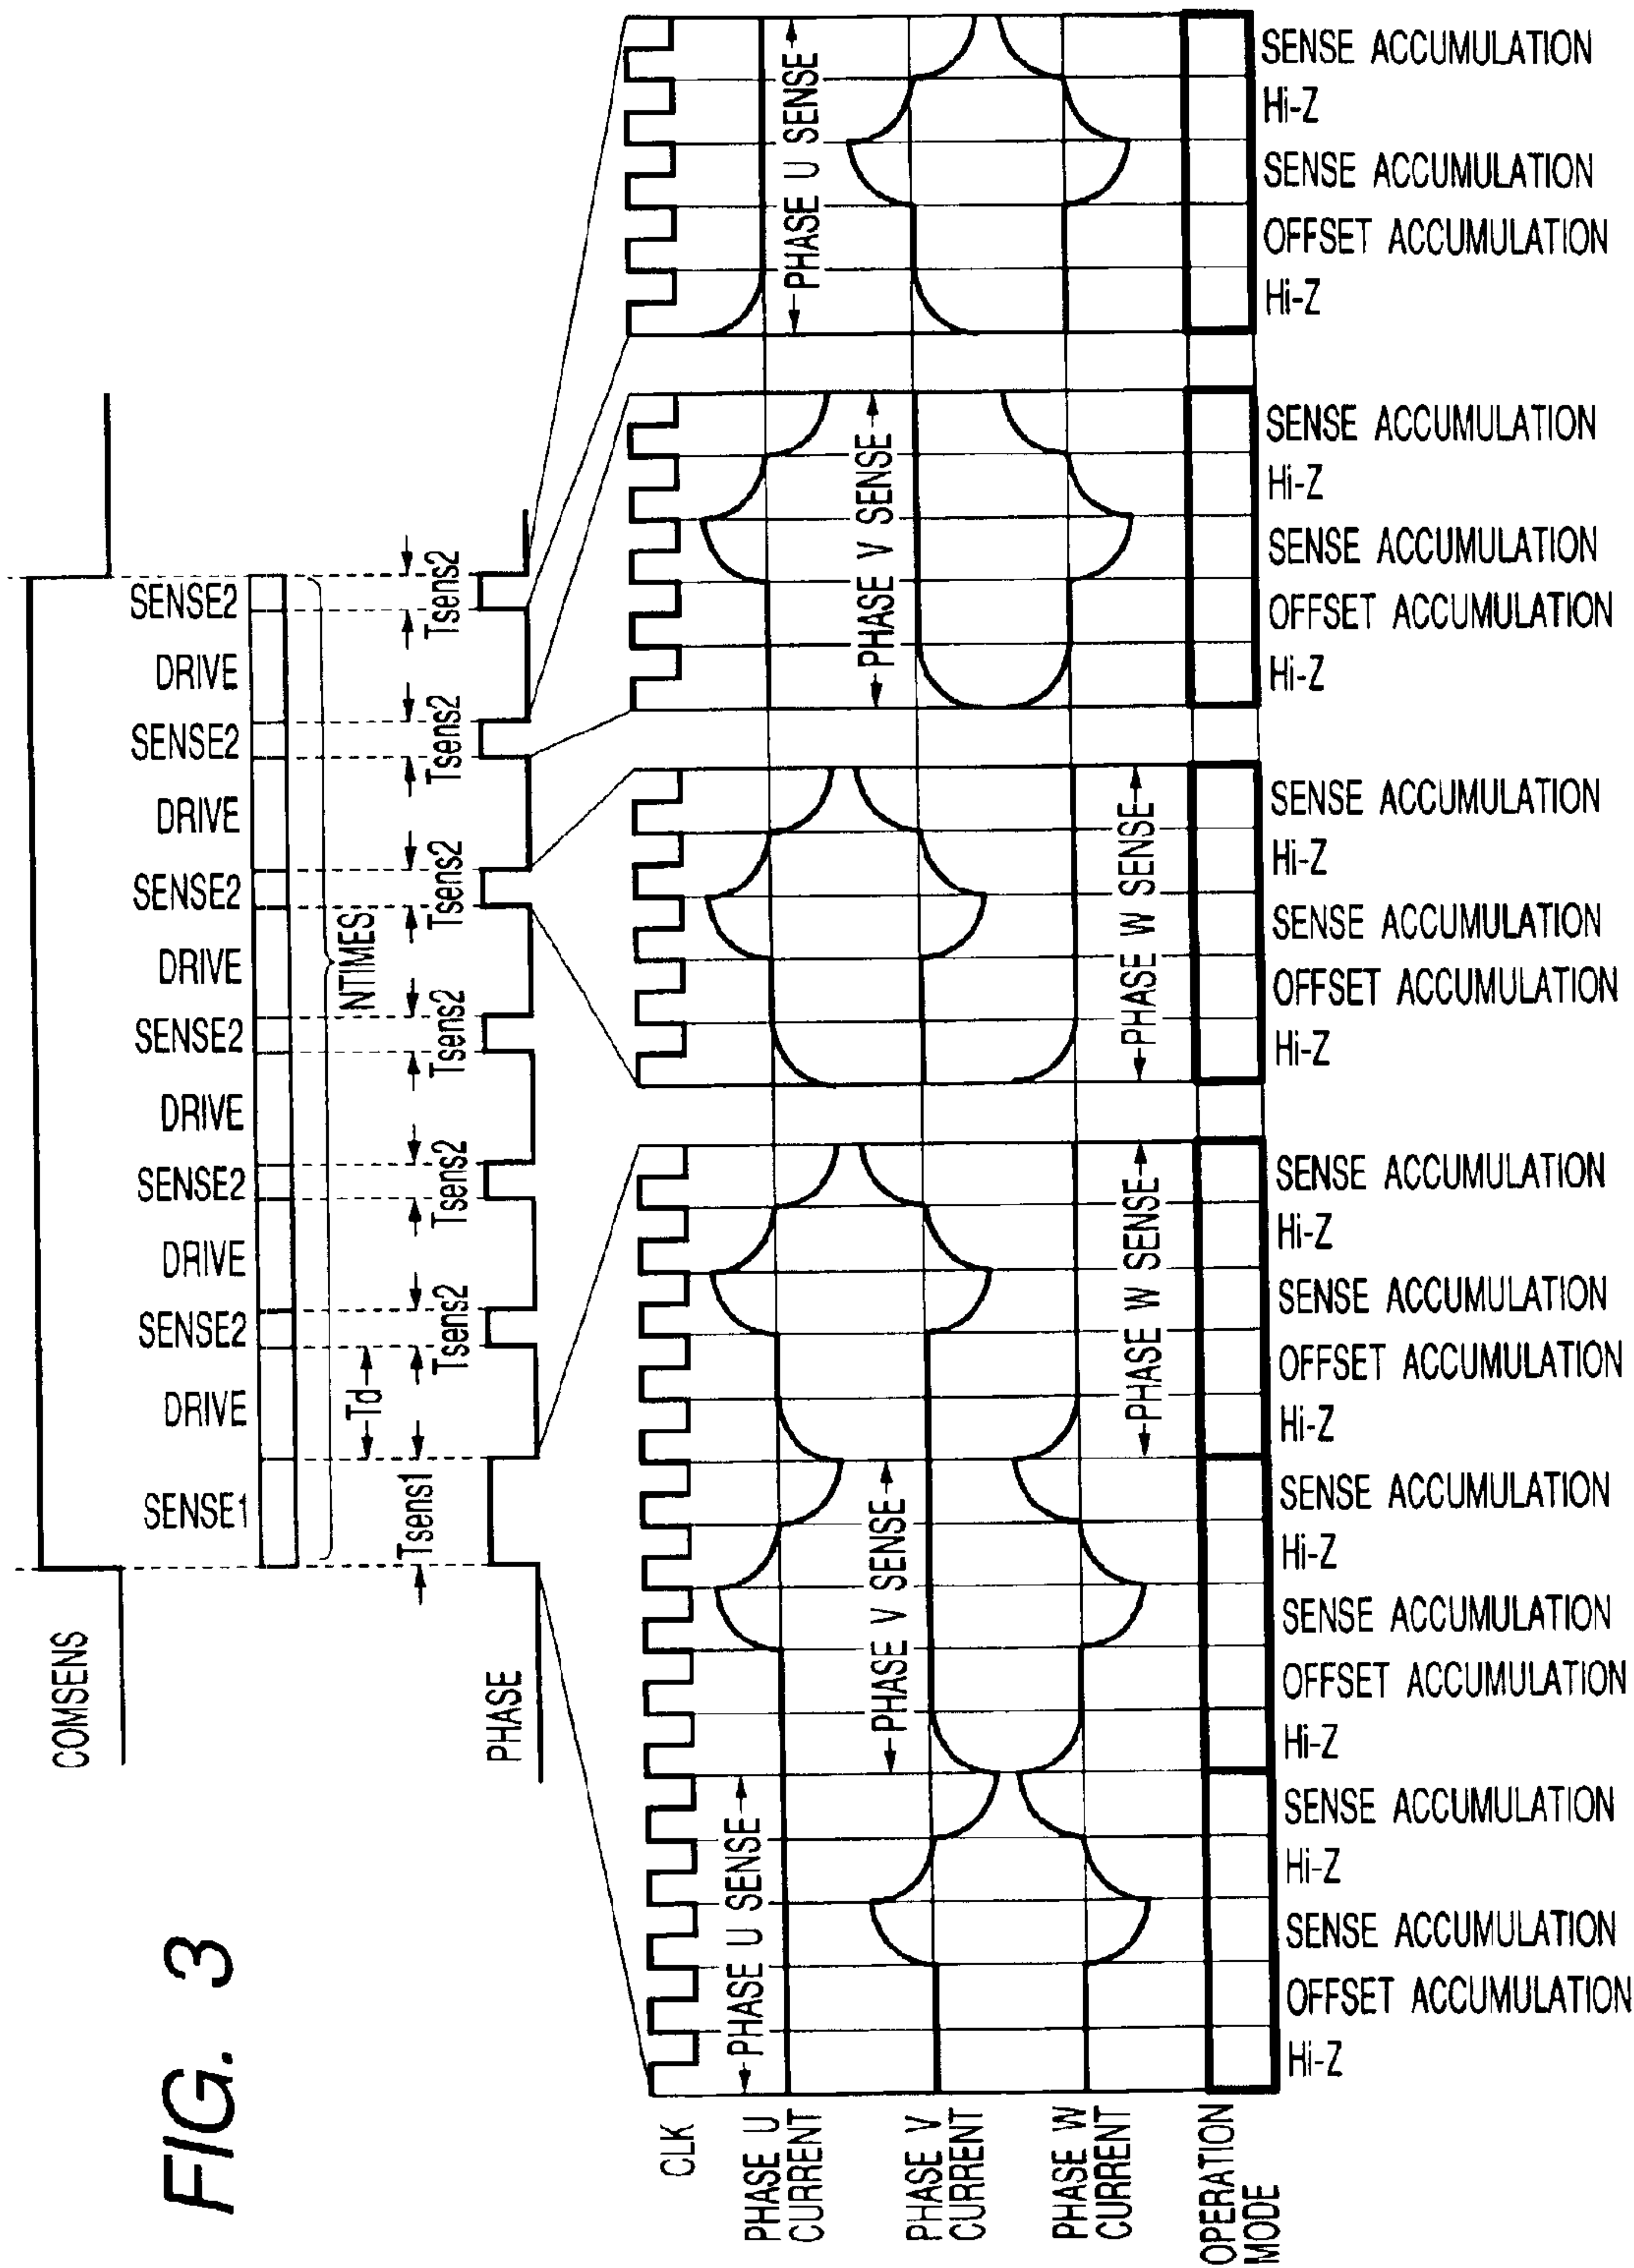 FIG. 3
COMSENS
SENSE1 DRIVE SENSE2 DRIVE SENSE2 DRIVE SENSE2 DRIVE SENSE2 DRIVE SENSE2 DRIVE SENSE2
NTIMES
Td
Tsens1 Tsens2 Tsens2 Tsens2 Tsens2 Tsens2 Tsens2
PHASE
CLK
PHASE U SENSE
PHASE V SENSE
PHASE W SENSE
PHASE W SENSE
PHASE V SENSE
PHASE U SENSE
PHASE U
CURRENT
PHASE V
CURRENT
PHASE W
CURRENT
OPERATION
MODE
Hi-Z
OFFSET ACCUMULATION
SENSE ACCUMULATION
Hi-Z
SENSE ACCUMULATION
Hi-Z
OFFSET ACCUMULATION
SENSE ACCUMULATION
Hi-Z
SENSE ACCUMULATION
Hi-Z
OFFSET ACCUMULATION
SENSE ACCUMULATION
Hi-Z
SENSE ACCUMULATION
Hi-Z
OFFSET ACCUMULATION
SENSE ACCUMULATION
Hi-Z
SENSE ACCUMULATION
Hi-Z
OFFSET ACCUMULATION
SENSE ACCUMULATION
Hi-Z
SENSE ACCUMULATION
Hi-Z
OFFSET ACCUMULATION
SENSE ACCUMULATION
Hi-Z
SENSE ACCUMULATION